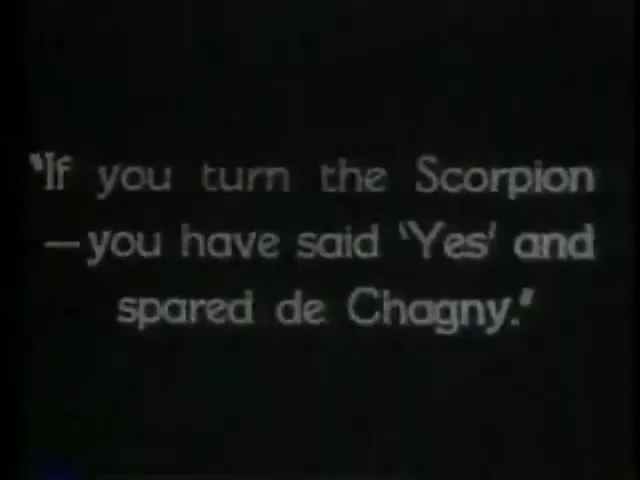 "If you turn the Scorpion
—you have said 'Yes' and
spared de Chagny."